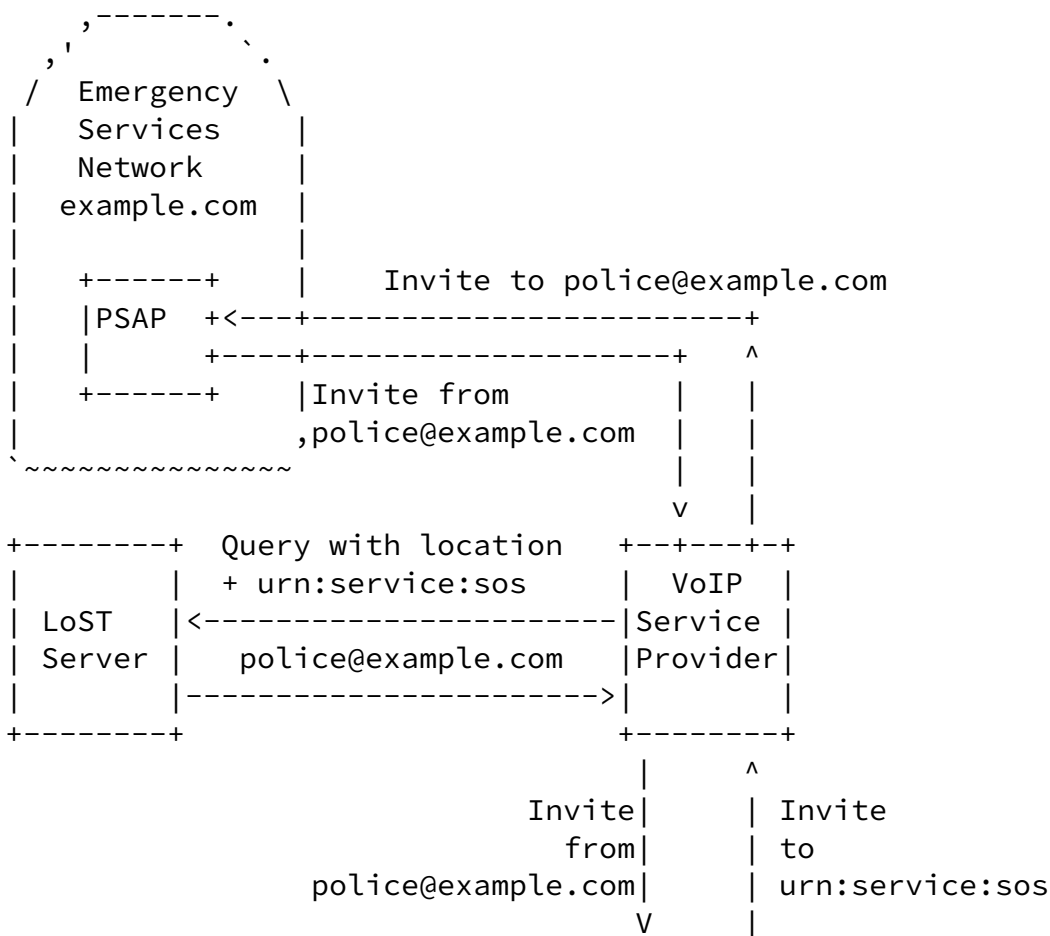 Emergency
Services
Network
example.com
Invite to police@example.com
PSAP
Invite from
,police@example.com
Query with location
+ urn:service:sos
VoIP
LoST
Service
Server
police@example.com
Provider
Invite
Invite
from
to
police@example.com
urn:service:sos